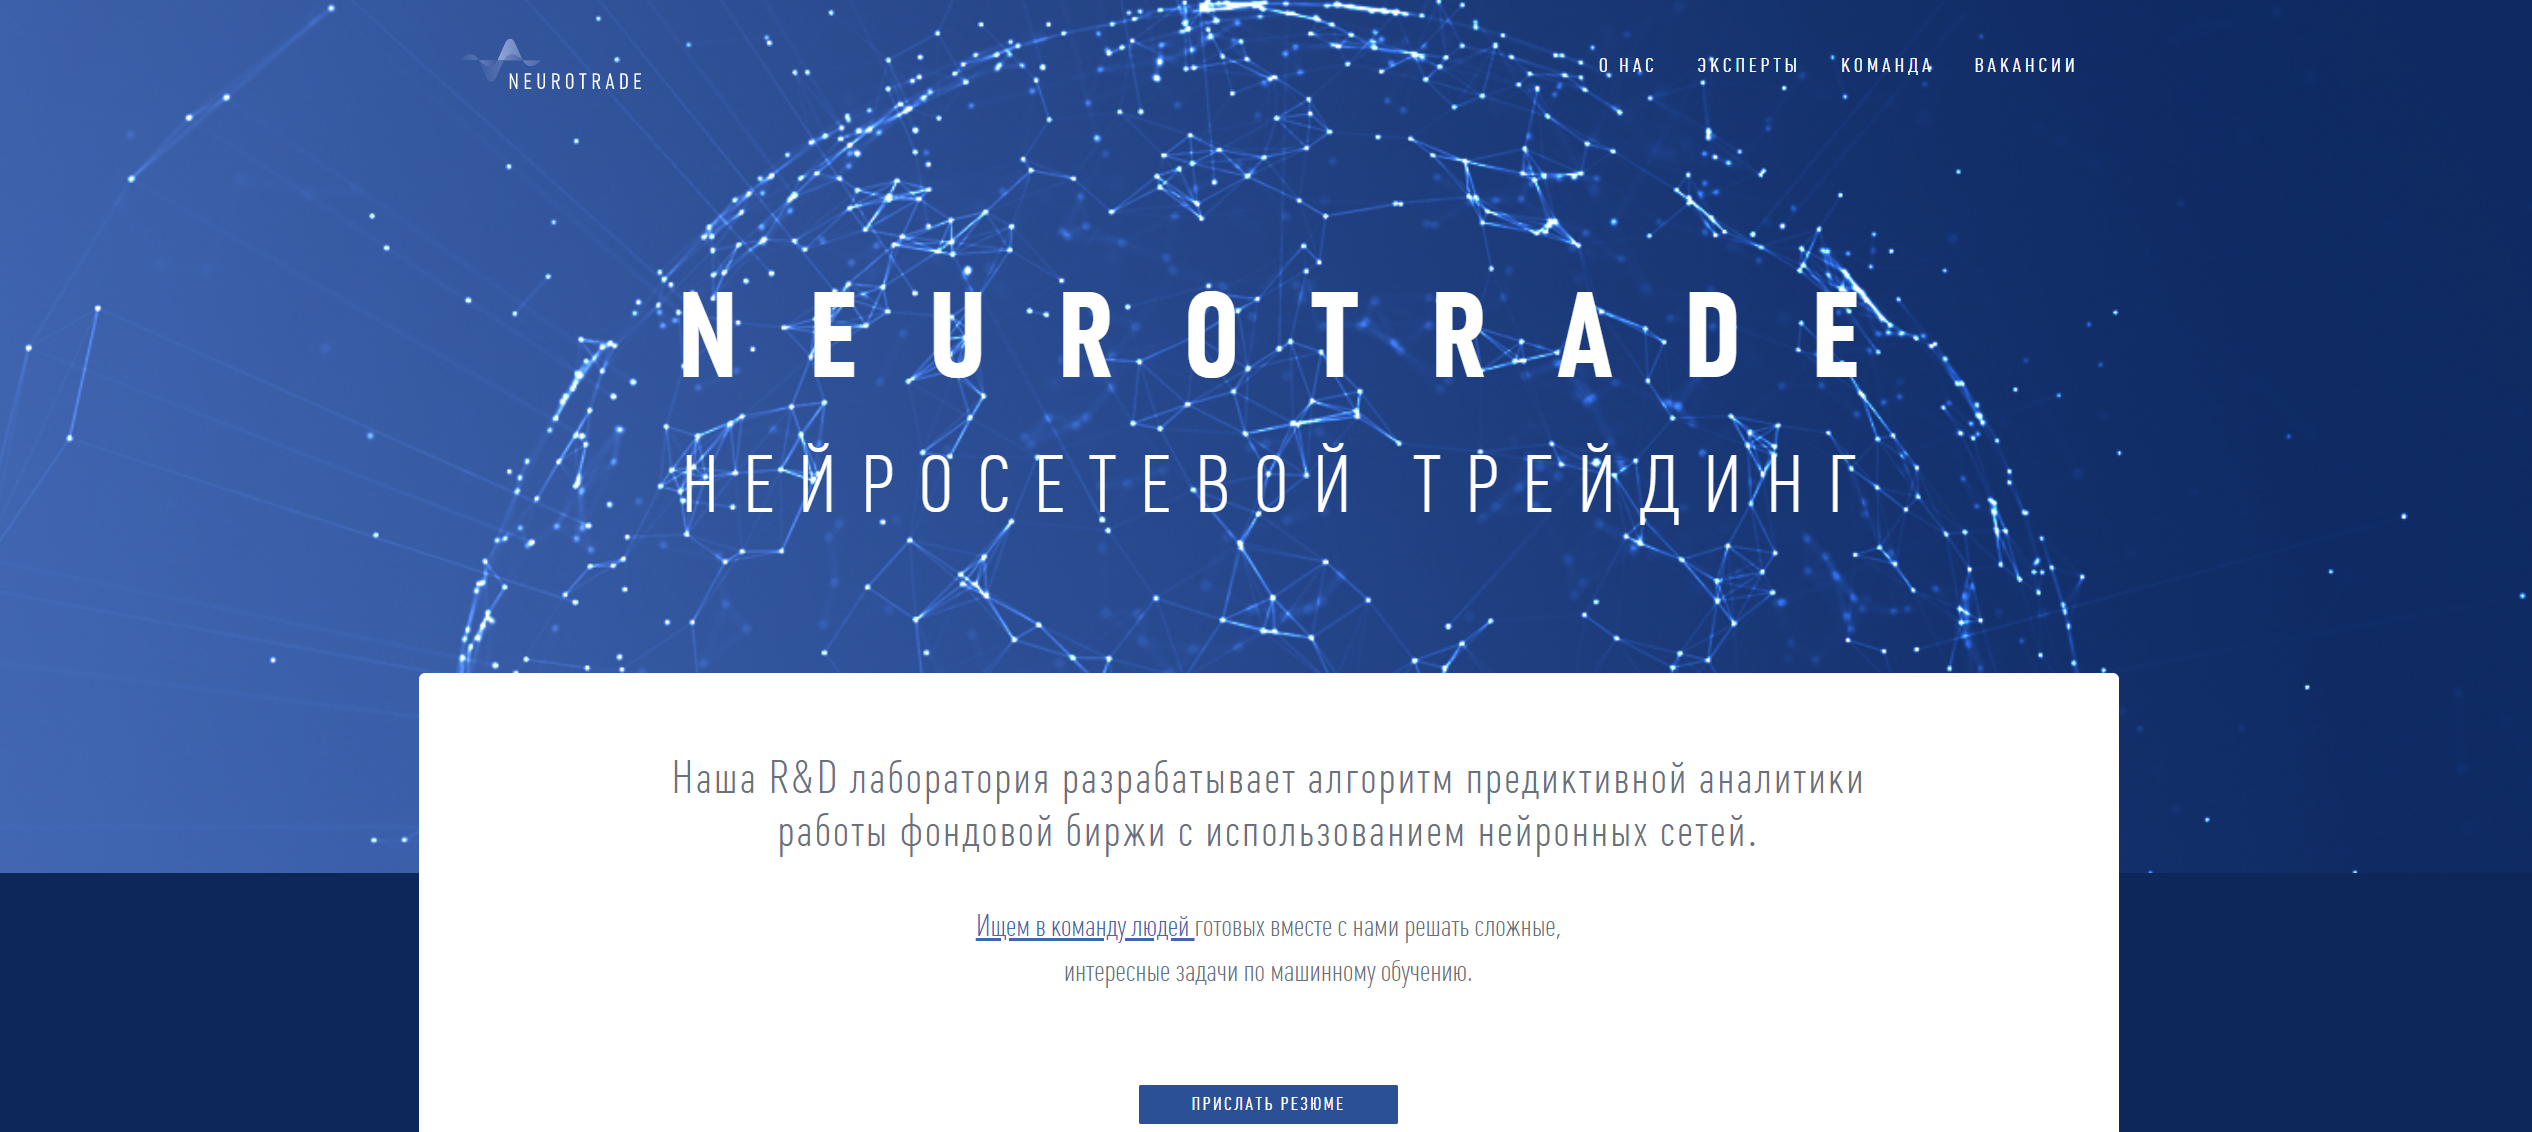 NEUROTRADE
О НАС ЭКСПЕРТЫ КОМАНДА ВАКАНСИИ
NEUROTRADE
НЕЙРОСЕТЕВОЙ ТРЕЙДИНГ
Наша R&D лаборатория разрабатывает алгоритм предиктивной аналитики
работы фондовой биржи с использованием нейронных сетей.
Ищем в команду людей готовых вместе с нами решать сложные,
интересные задачи по машинному обучению.
ПРИСЛАТЬ РЕЗЮМЕ